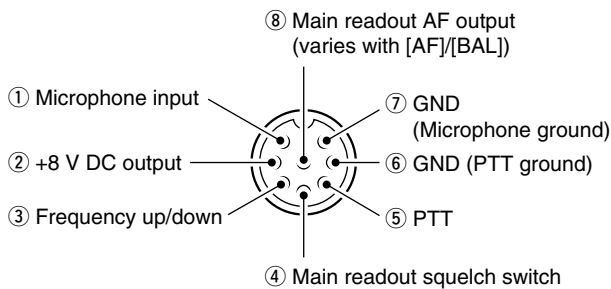 ⑧ Main readout AF output
(varies with [AF]/[BAL])
① Microphone input
⑦ GND
(Microphone ground)
② +8 V DC output
⑥ GND (PTT ground)
③ Frequency up/down
⑤ PTT
④ Main readout squelch switch